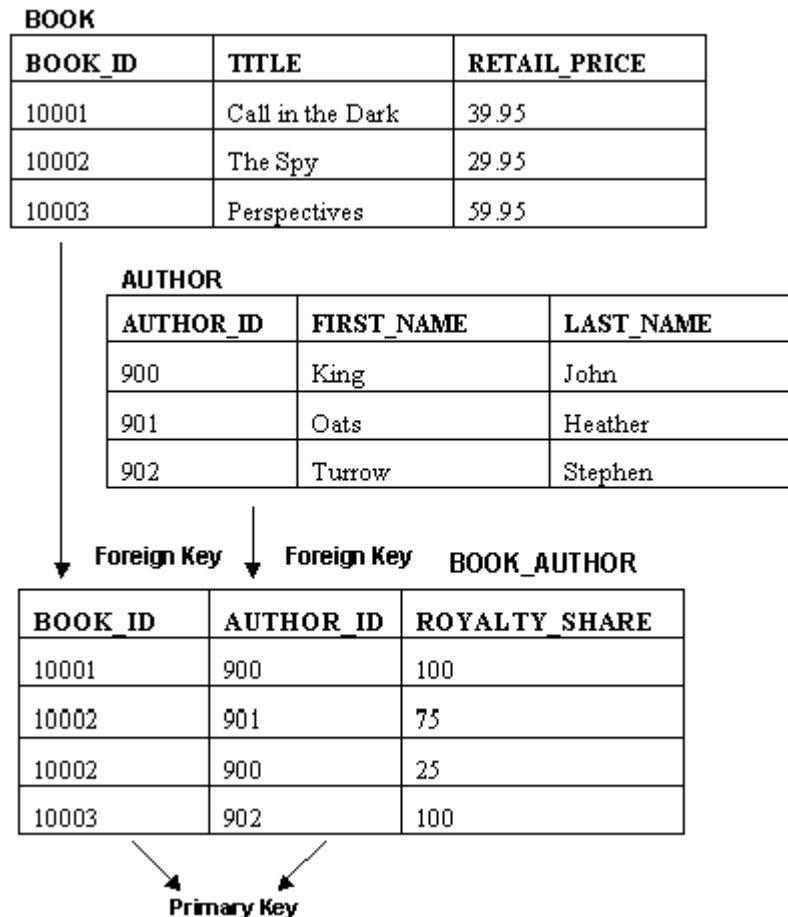 BOOK
BOOK_ID TITLE RETAIL_PRICE
10001 Call in the Dark 39.95
10002 The Spy 29.95
10003 Perspectives 59.95
AUTHOR
AUTHOR_ID FIRST_NAME LAST_NAME
900 King John
901 Oats Heather
902 Turrow Stephen
Foreign Key Foreign Key BOOK_AUTHOR
BOOK_ID AUTHOR_ID ROYALTY_SHARE
10001 900 100
10002 901 75
10002 900 25
10003 902 100
Primary Key